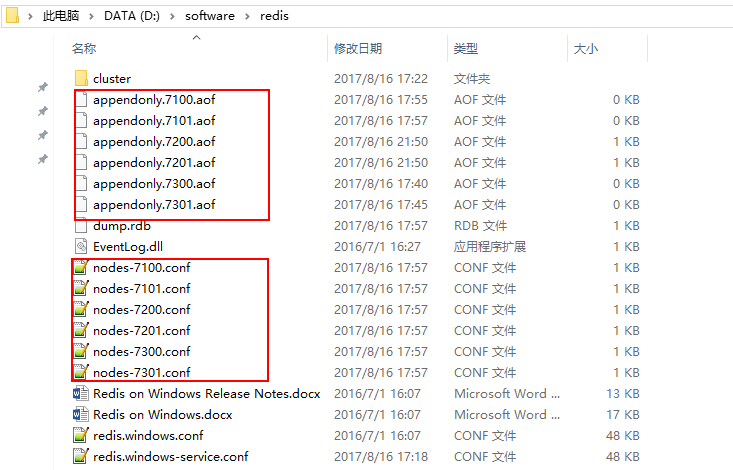 此电脑 > DATA (D:) > software > redis
名称 修改日期 类型 大小
cluster 2017/8/16 17:22 文件夹
appendonly.7100.aof 2017/8/16 17:55 AOF 文件 0 KB
appendonly.7101.aof 2017/8/16 17:57 AOF 文件 0 KB
appendonly.7200.aof 2017/8/16 21:50 AOF 文件 1 KB
appendonly.7201.aof 2017/8/16 21:50 AOF 文件 1 KB
appendonly.7300.aof 2017/8/16 17:40 AOF 文件 0 KB
appendonly.7301.aof 2017/8/16 17:45 AOF 文件 0 KB
dump.rdb 2017/8/16 17:57 RDB 文件 1 KB
EventLog.dll 2016/7/1 16:27 应用程序扩展 1 KB
nodes-7100.conf 2017/8/16 17:57 CONF 文件 1 KB
nodes-7101.conf 2017/8/16 17:57 CONF 文件 1 KB
nodes-7200.conf 2017/8/16 17:57 CONF 文件 1 KB
nodes-7201.conf 2017/8/16 17:57 CONF 文件 1 KB
nodes-7300.conf 2017/8/16 17:57 CONF 文件 1 KB
nodes-7301.conf 2017/8/16 17:57 CONF 文件 1 KB
Redis on Windows Release Notes.docx 2016/7/1 16:07 Microsoft Word ... 13 KB
Redis on Windows.docx 2016/7/1 16:07 Microsoft Word ... 17 KB
redis.windows.conf 2016/7/1 16:07 CONF 文件 48 KB
redis.windows-service.conf 2017/8/16 17:18 CONF 文件 48 KB